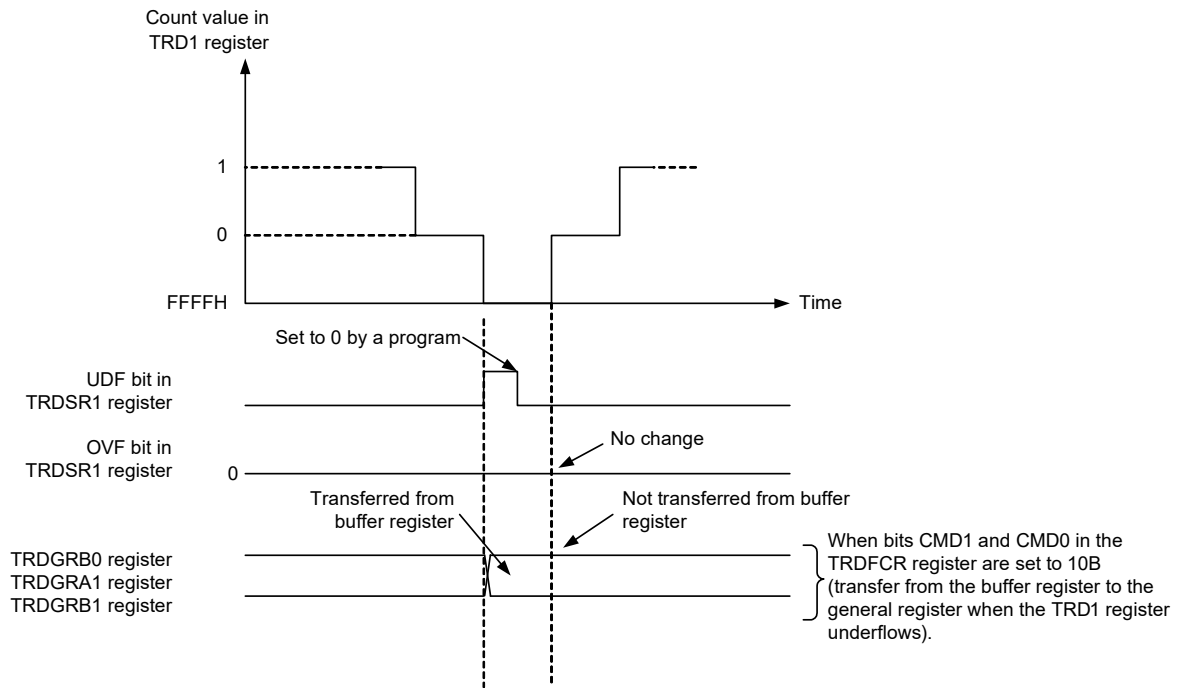 Count value in
TRD1 register
1
0
FFFFH
Time
Set to 0 by a program
UDF bit in
TRDSR1 register
No change
OVF bit in
TRDSR1 register
0
Transferred from
buffer register
Not transferred from buffer
register
TRDGRB0 register
TRDGRA1 register
TRDGRB1 register
When bits CMD1 and CMD0 in the
TRDFCR register are set to 10B
(transfer from the buffer register to the
general register when the TRD1 register
underflows).